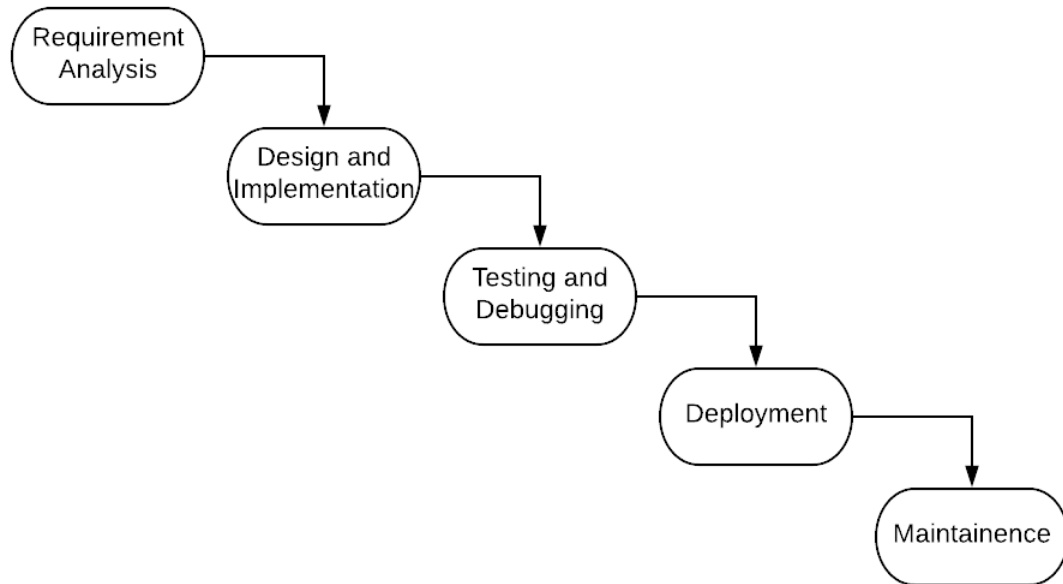 Requirement
Analysis
Design and
Implementation
Testing and
Debugging
Deployment
Maintainence